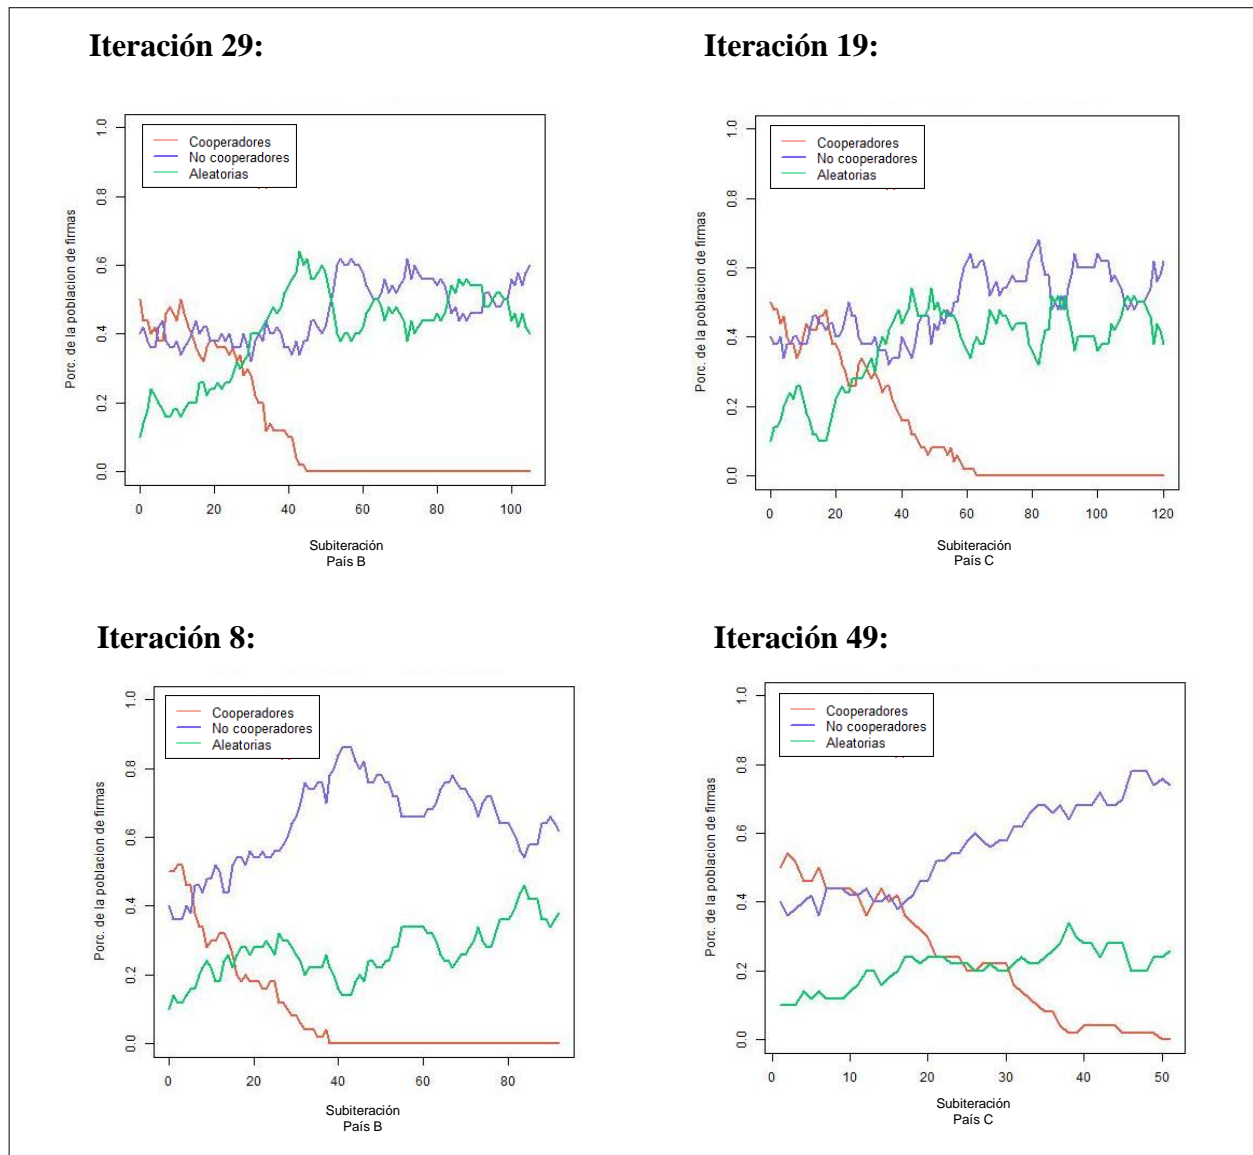 Iteración 29:
Cooperadores
No cooperadores
Aleatorias
Porc. de la poblacion de firmas
0.0 0.2 0.4 0.6 0.8 1.0
0 20 40 60 80 100
Subiteración
País B
Iteración 19:
Cooperadores
No cooperadores
Aleatorias
Porc. de la poblacion de firmas
0.0 0.2 0.4 0.6 0.8 1.0
0 20 40 60 80 100 120
Subiteración
País C
Iteración 8:
Cooperadores
No cooperadores
Aleatorias
Porc. de la poblacion de firmas
0.0 0.2 0.4 0.6 0.8 1.0
0 20 40 60 80
Subiteración
País B
Iteración 49:
Cooperadores
No cooperadores
Aleatorias
Porc. de la poblacion de firmas
0.0 0.2 0.4 0.6 0.8 1.0
0 10 20 30 40 50
Subiteración
País C